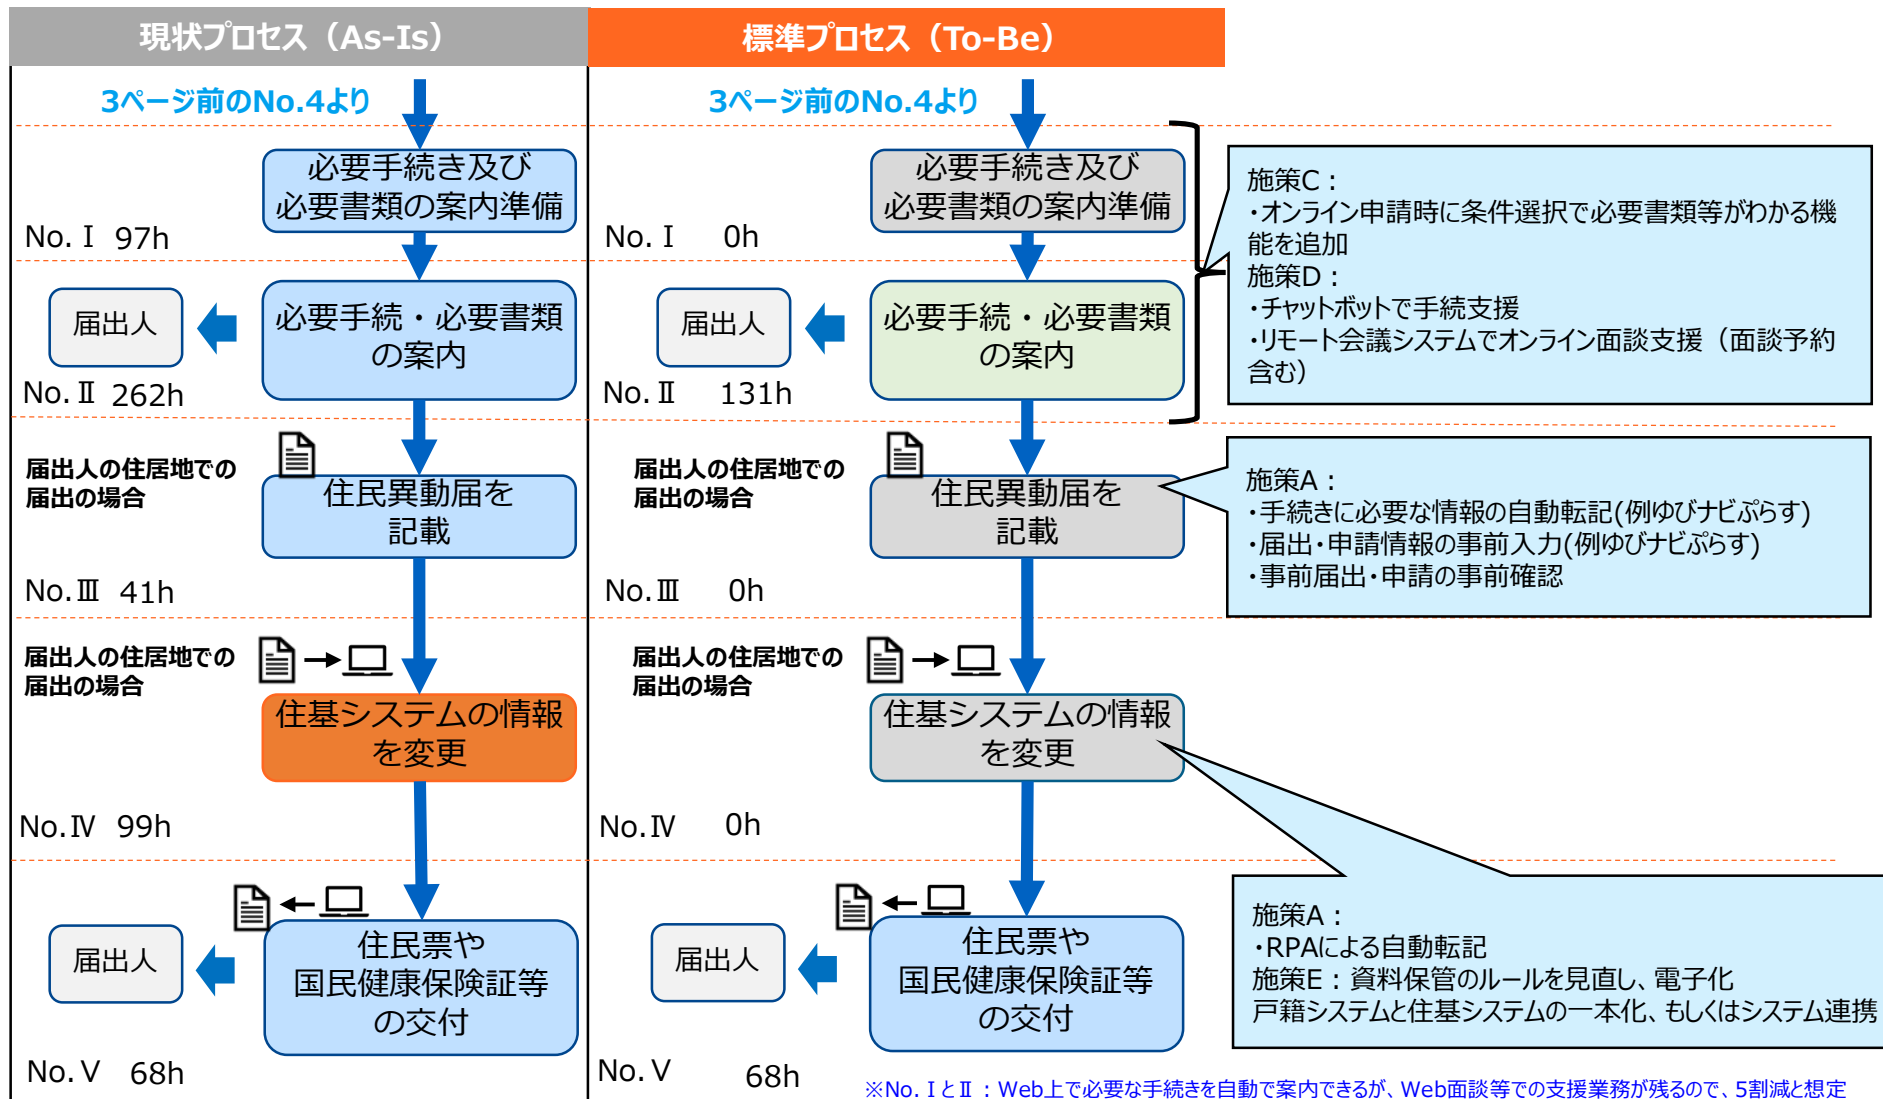 現状プロセス（As-Is）
標準プロセス（To-Be）
3ページ前のNo.4より
3ページ前のNo.4より
必要手続き及び
必要書類の案内準備
No. Ⅰ 97h
必要手続き及び
必要書類の案内準備
No. Ⅰ 0h
施策C：
・オンライン申請時に条件選択で必要書類等がわかる機
能を追加
施策D：
・チャットボットで手続支援
・リモート会議システムでオンライン面談支援（面談予約
含む）
届出人
必要手続・必要書類
の案内
No. Ⅱ 262h
届出人
必要手続・必要書類
の案内
No. Ⅱ 131h
届出人の住居地での
届出の場合
住民異動届を
記載
No. Ⅲ 41h
届出人の住居地での
届出の場合
住民異動届を
記載
No. Ⅲ 0h
施策A：
・手続きに必要な情報の自動転記(例ゆびナビぷらす)
・届出・申請情報の事前入力(例ゆびナビぷらす)
・事前届出・申請の事前確認
届出人の住居地での
届出の場合
住基システムの情報
を変更
No. Ⅳ 99h
届出人の住居地での
届出の場合
住基システムの情報
を変更
No. Ⅳ 0h
施策A：
・RPAによる自動転記
施策E：資料保管のルールを見直し、電子化
戸籍システムと住基システムの一本化、もしくはシステム連携
届出人
住民票や
国民健康保険証等
の交付
No. Ⅴ 68h
届出人
住民票や
国民健康保険証等
の交付
No. Ⅴ 68h
※No. ⅠとⅡ：Web上で必要な手続きを自動で案内できるが、Web面談等での支援業務が残るので、5割減と想定